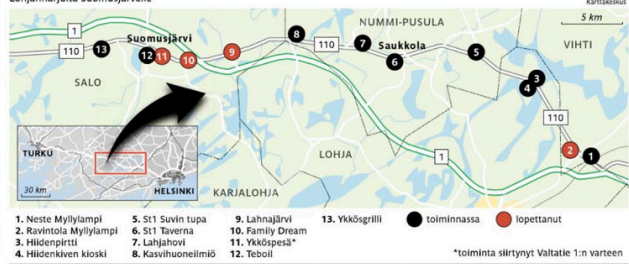 Lohjanharjulta Suomusjärvelle
Karttakeskus
5 km
NUMMI-PUSULA
VIHTI
1
110
13
Suomusjärvi
12
11
10
9
8
110
7
Saukkola
6
5
3
4
SALO
110
2
1
LOHJA
1
KARJALOHJA
TURKU
HELSINKI
30 km
1. Neste Myllylampi
2. Ravintola Myllylampi
3. Hiidenpirtti
4. Hiidenkiven kioski
5. St1 Suvin tupa
6. St1 Taverna
7. Lahjahovi
8. Kasvihuoneilmiö
9. Lahnajärvi
10. Family Dream
11. Ykköspesä*
12. Teboil
13. Ykkösgrilli
toiminnassa
lopettanut
*toiminta siirtynyt Valtatie 1:n varteen